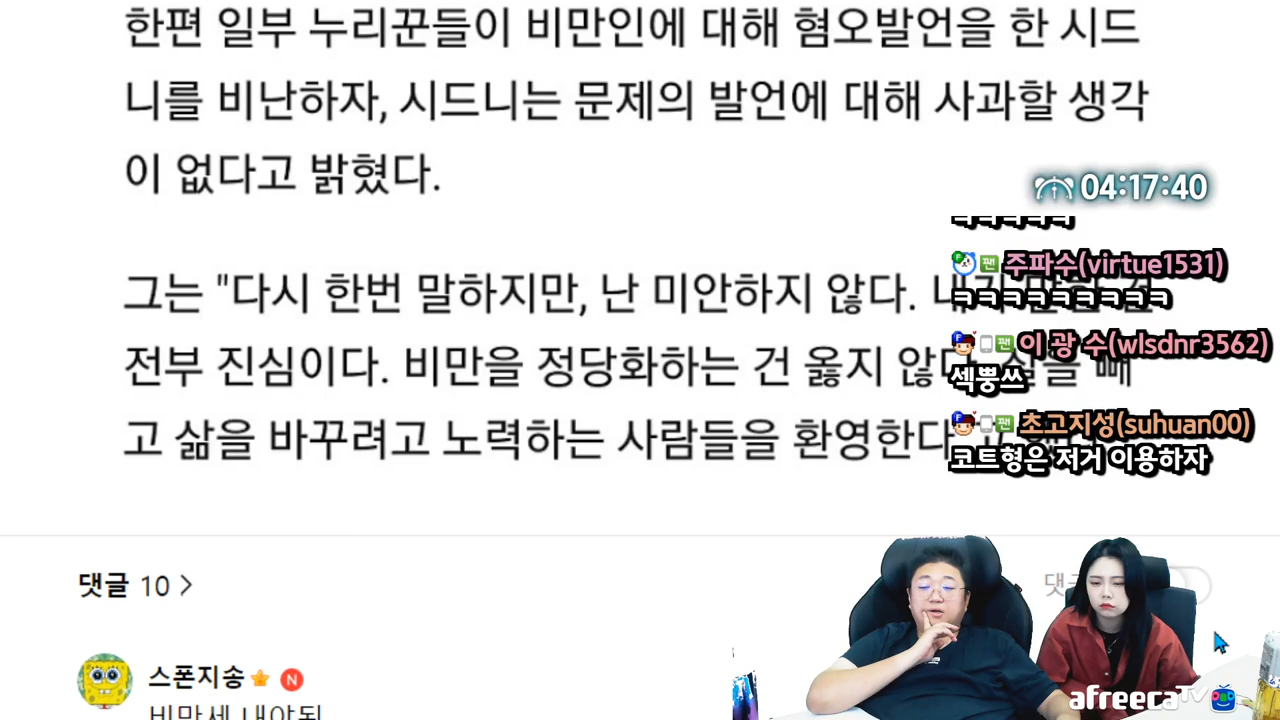 한편 일부 누리꾼들이 비만인에 대해 혐오발언을 한 시드
니를 비난하자, 시드니는 문제의 발언에 대해 사과할 생각
이 없다고 밝혔다.
04:17:40
주파수(virtue1531)
ㅋㅋㅋㅋㅋㅋㅋㅋㅋ
그는 "다시 한번 말하지만, 난 미안하지 않다.
이 광 수(wlsdnr3562)
섹뿡쓰
전부 진심이다. 비만을 정당화하는 건 옳지 않다
초고지성(suhuan00)
코트형은 저거 이용하자
고 삶을 바꾸려고 노력하는 사람들을 환영한다
댓글 10 >
스폰지송 N
afreecaTV